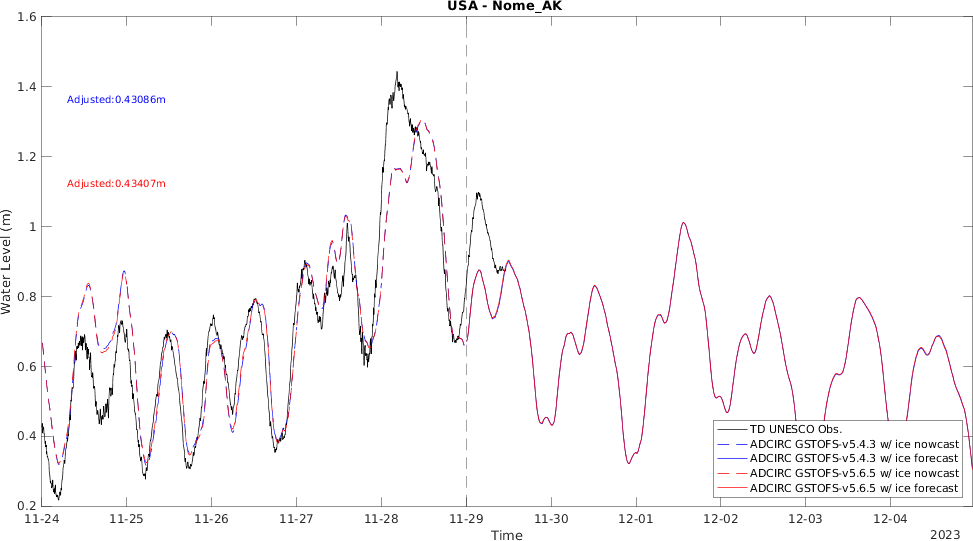 USA - Nome_AK
1.6
1.4
1.2
1
0.8
0.6
0.4
0.2
Water Level (m)
Adjusted:0.43086m
Adjusted:0.43407m
TD UNESCO Obs.
ADCIRC GSTOFS-v5.4.3 w/ ice nowcast
ADCIRC GSTOFS-v5.4.3 w/ ice forecast
ADCIRC GSTOFS-v5.6.5 w/ ice nowcast
ADCIRC GSTOFS-v5.6.5 w/ ice forecast
11-24 11-25 11-26 11-27 11-28 11-29 11-30 12-01 12-02 12-03 12-04
Time
2023